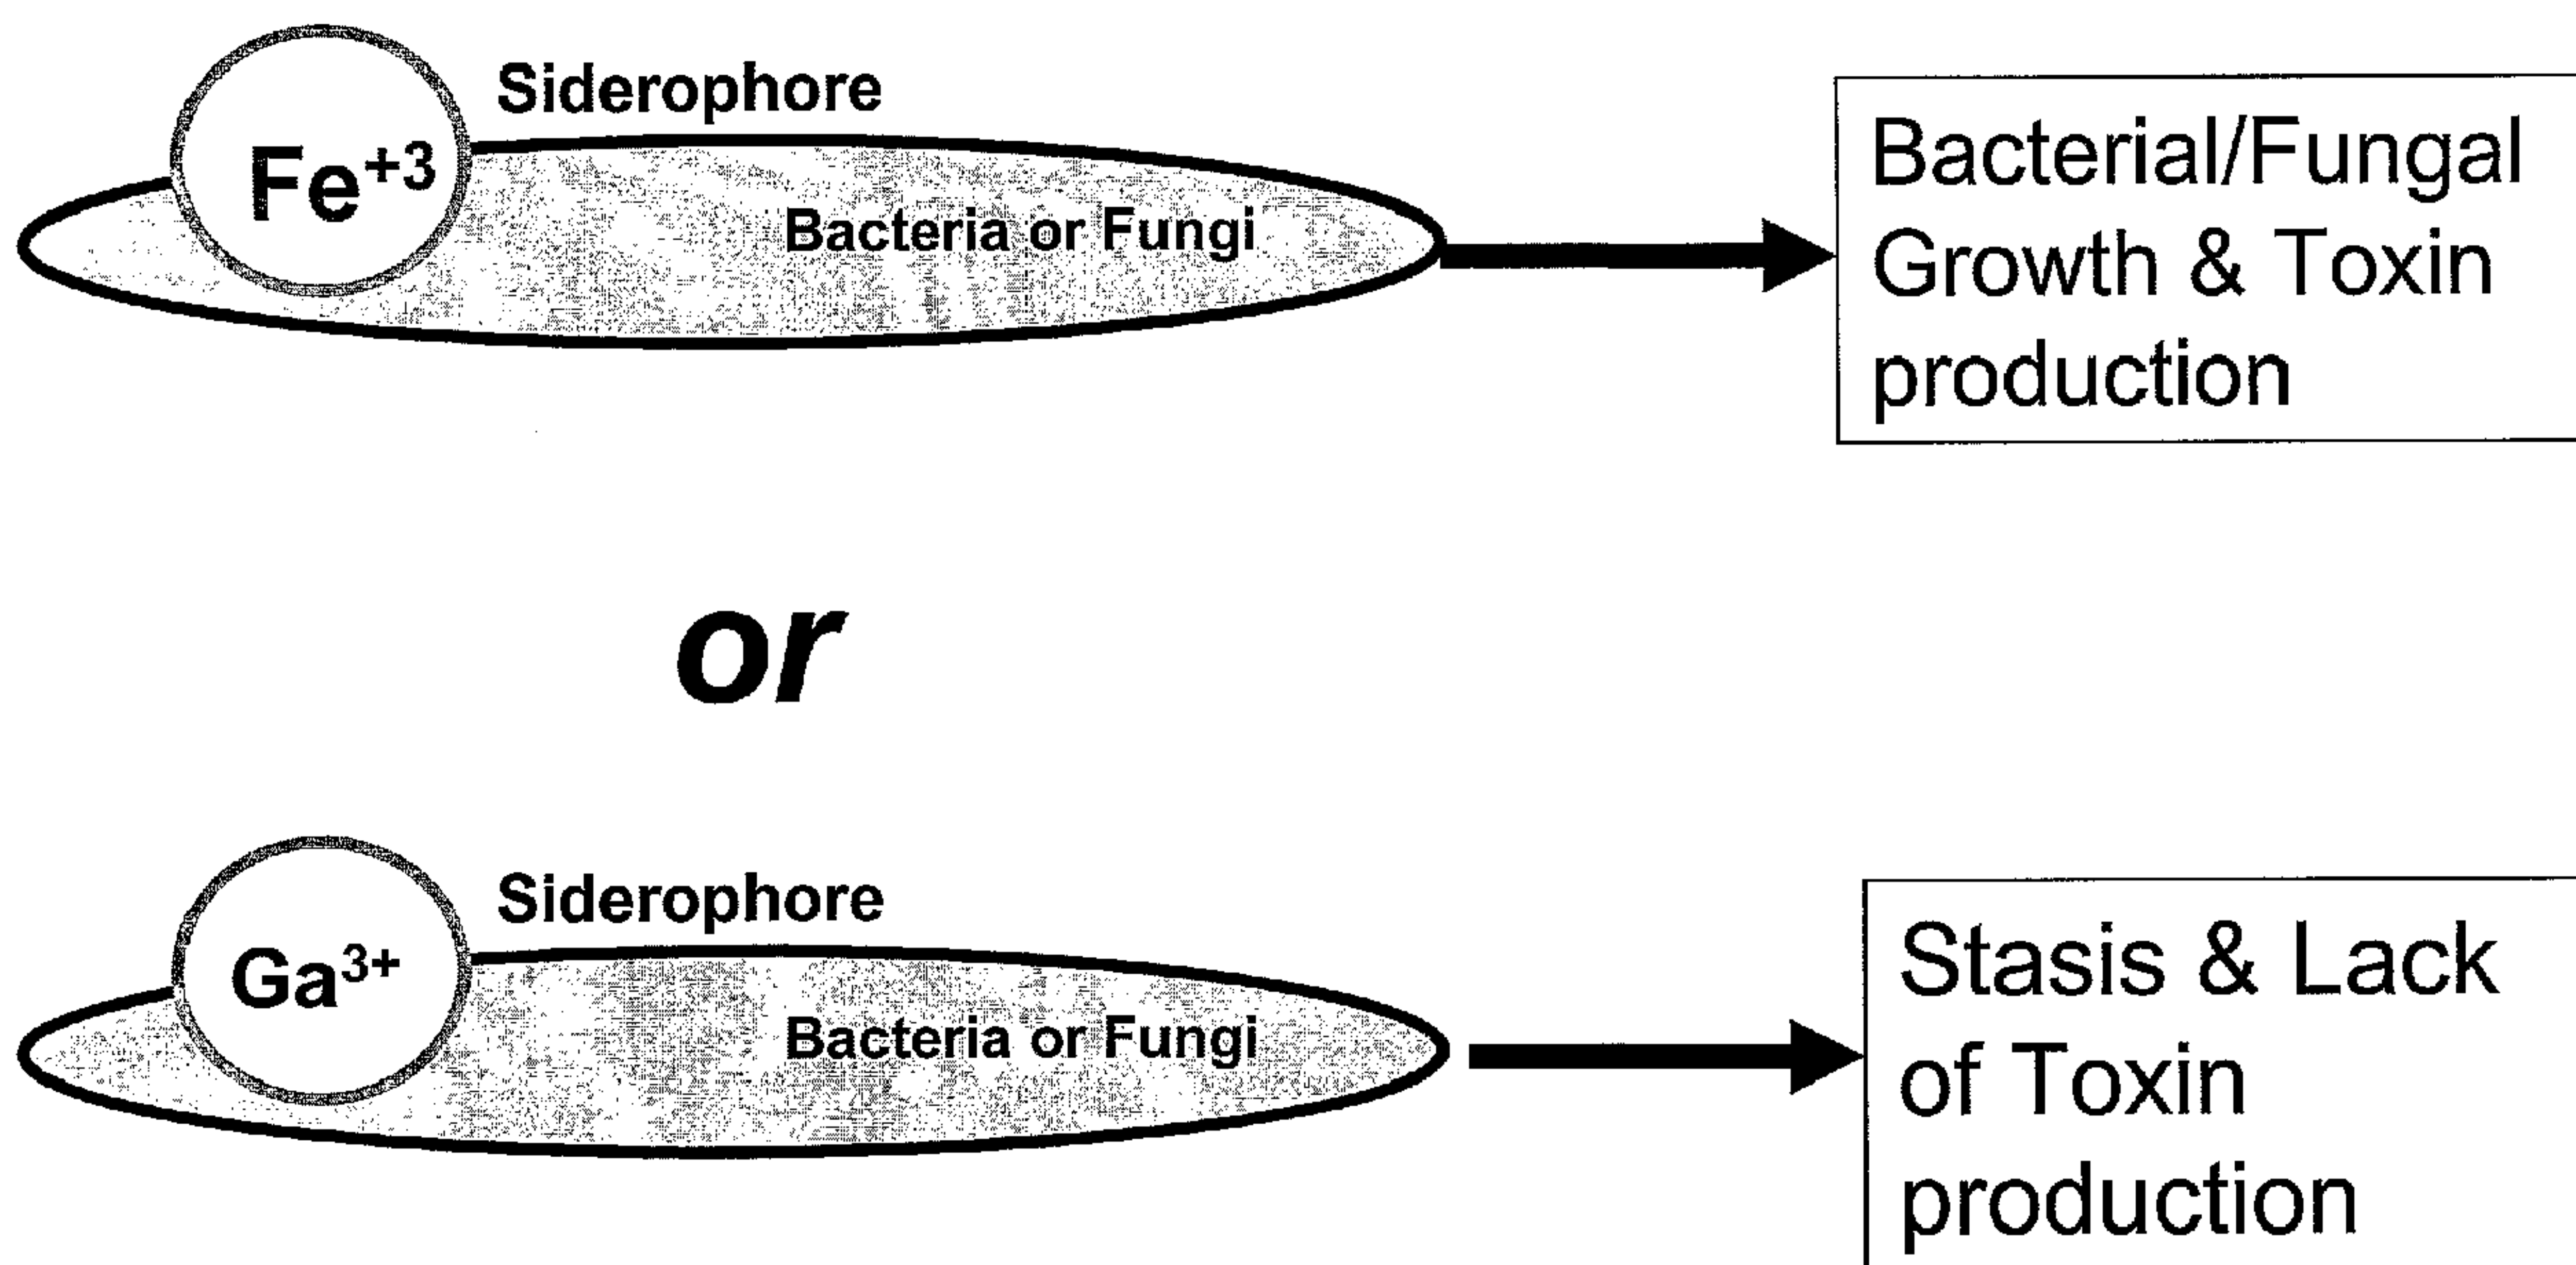 Siderophore
Fe⁺³
Bacteria or Fungi
Bacterial/Fungal
Growth & Toxin
production
or
Siderophore
Ga³⁺
Bacteria or Fungi
Stasis & Lack
of Toxin
production